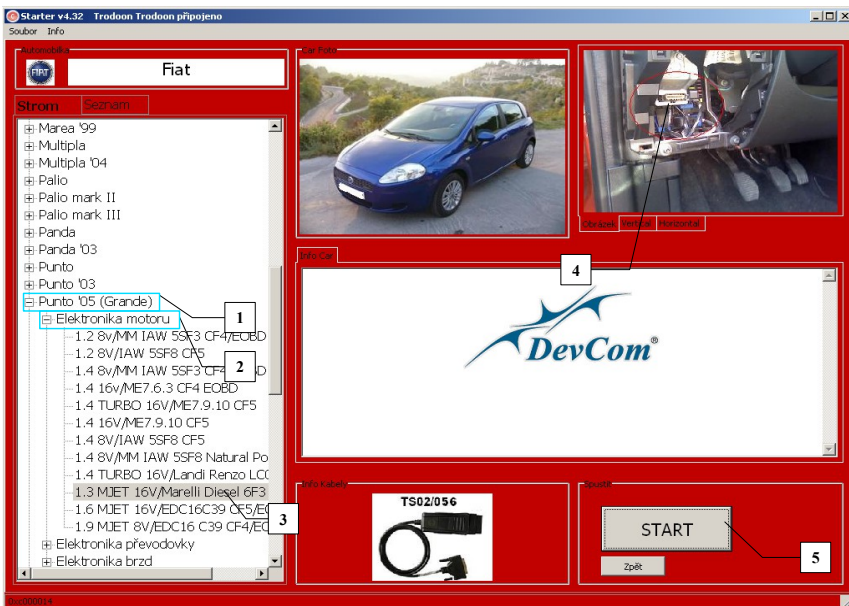 Starter v4.32 Trodoon Trodoon připojeno
Soubor Info
Automobilka
Fiat
Strom
Seznam
Marea '99
Multipla
Multipla '04
Palio
Palio mark II
Palio mark III
Panda
Panda '03
Punto
Punto '03
Punto '05 (Grande)
1
Elektronika motoru
2
1.2 8v/MM IAW 5SF3 CF4/EOBD
1.2 8V/IAW 5SF8 CF5
1.4 8v/MM IAW 5SF3 CF4
1.4 16v/ME7.6.3 CF4 EOBD
1.4 TURBO 16V/ME7.9.10 CF5
1.4 16V/ME7.9.10 CF5
1.4 8V/IAW 5SF8 CF5
1.4 8V/MM IAW 5SF8 Natural Po
1.4 TURBO 16V/Landi Renzo LC
1.3 MJET 16V/Marelli Diesel 6F3
3
1.6 MJET 16V/EDC16C39 CF5/E
1.9 MJET 8V/EDC16 C39 CF4/EO
Elektronika převodovky
Elektronika brzd
Car Foto
Obrázek
Vertical
Horizontal
4
Info Car
DevCom®
Info Kabely
TS02/056
Spustit
START
5
Zpět